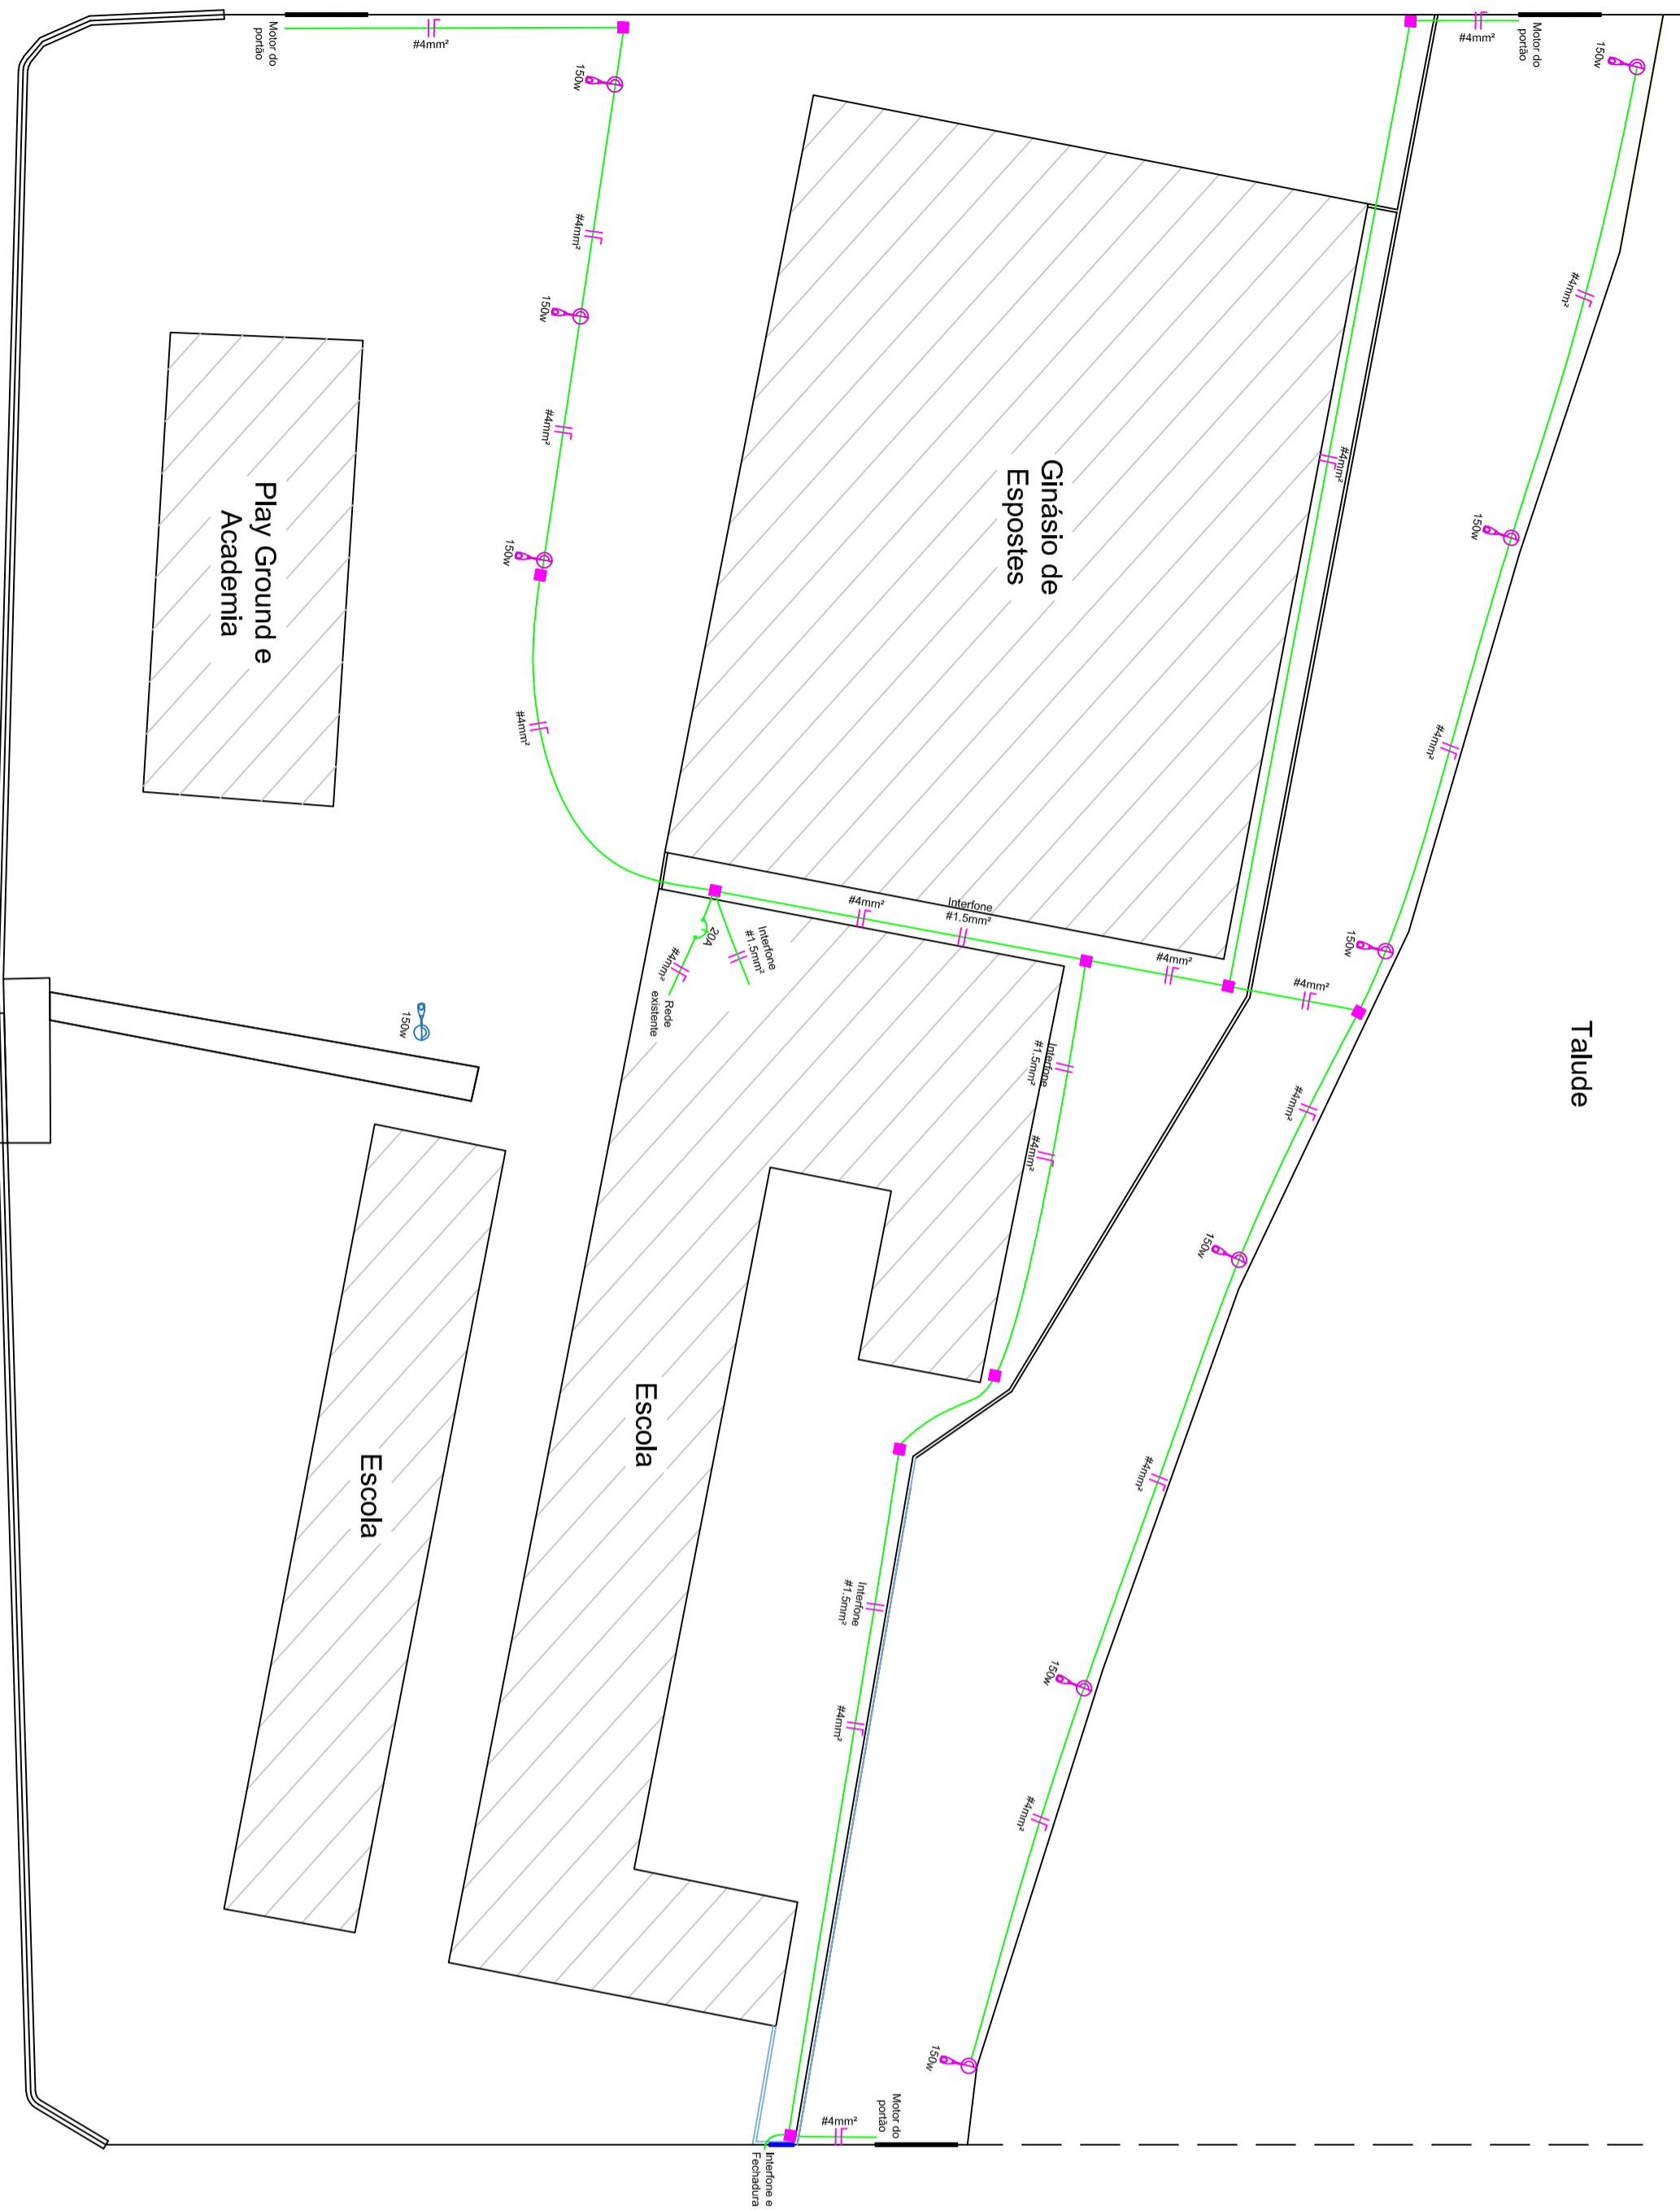 Motor do
portão
#4mm²
#4mm²
Motor do
portão
150w
150w
#4mm²
#4mm²
150w
#4mm²
#4mm²
150w
Ginásio de
Espostes
Play Ground e
Academia
150w
#4mm²
#4mm²
150w
#4mm²
Interfone
#1.5mm²
#4mm²
#4mm²
20A
Interfone
#1.5mm²
#4mm²
Rede
existente
150w
Talude
Interfone
#1.5mm²
#4mm²
#4mm²
150w
Escola
Escola
#4mm²
Interfone
#1.5mm²
150w
#4mm²
#4mm²
150w
Motor do
portão
#4mm²
Interfone e
Fechadura